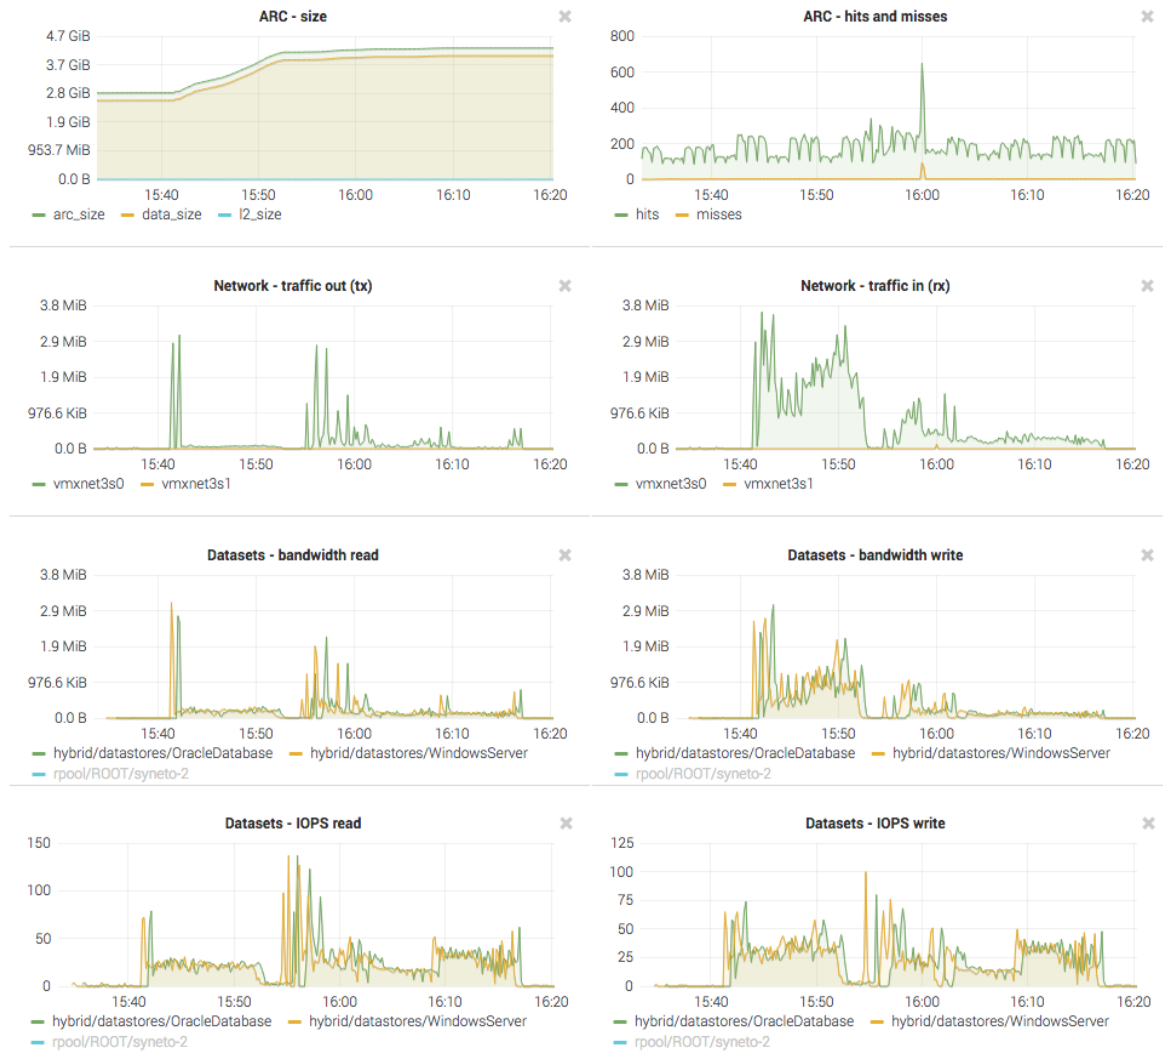 ARC - size
4.7 GiB
3.7 GiB
2.8 GiB
1.9 GiB
953.7 MiB
0.0 B
15:40 15:50 16:00 16:10 16:20
arc_size data_size l2_size
ARC - hits and misses
800
600
400
200
0
15:40 15:50 16:00 16:10 16:20
hits misses
Network - traffic out (tx)
3.8 MiB
2.9 MiB
1.9 MiB
976.6 KiB
0.0 B
15:40 15:50 16:00 16:10 16:20
vmxnet3s0 vmxnet3s1
Network - traffic in (rx)
3.8 MiB
2.9 MiB
1.9 MiB
976.6 KiB
0.0 B
15:40 15:50 16:00 16:10 16:20
vmxnet3s0 vmxnet3s1
Datasets - bandwidth read
3.8 MiB
2.9 MiB
1.9 MiB
976.6 KiB
0.0 B
15:40 15:50 16:00 16:10 16:20
hybrid/datastores/OracleDatabase hybrid/datastores/WindowsServer
rpool/ROOT/syneto-2
Datasets - bandwidth write
3.8 MiB
2.9 MiB
1.9 MiB
976.6 KiB
0.0 B
15:40 15:50 16:00 16:10 16:20
hybrid/datastores/OracleDatabase hybrid/datastores/WindowsServer
rpool/ROOT/syneto-2
Datasets - IOPS read
150
100
50
0
15:40 15:50 16:00 16:10 16:20
hybrid/datastores/OracleDatabase hybrid/datastores/WindowsServer
rpool/ROOT/syneto-2
Datasets - IOPS write
125
100
75
50
25
0
15:40 15:50 16:00 16:10 16:20
hybrid/datastores/OracleDatabase hybrid/datastores/WindowsServer
rpool/ROOT/syneto-2